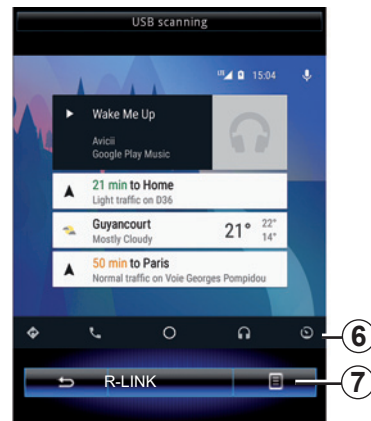 USB scanning
LTE 15:04
Wake Me Up
Avicii
Google Play Music
21 min to Home
Light traffic on D36
Guyancourt 21° 22°
Mostly Cloudy 14°
50 min to Paris
Normal traffic on Voie Georges Pompidou
6
R-LINK
7